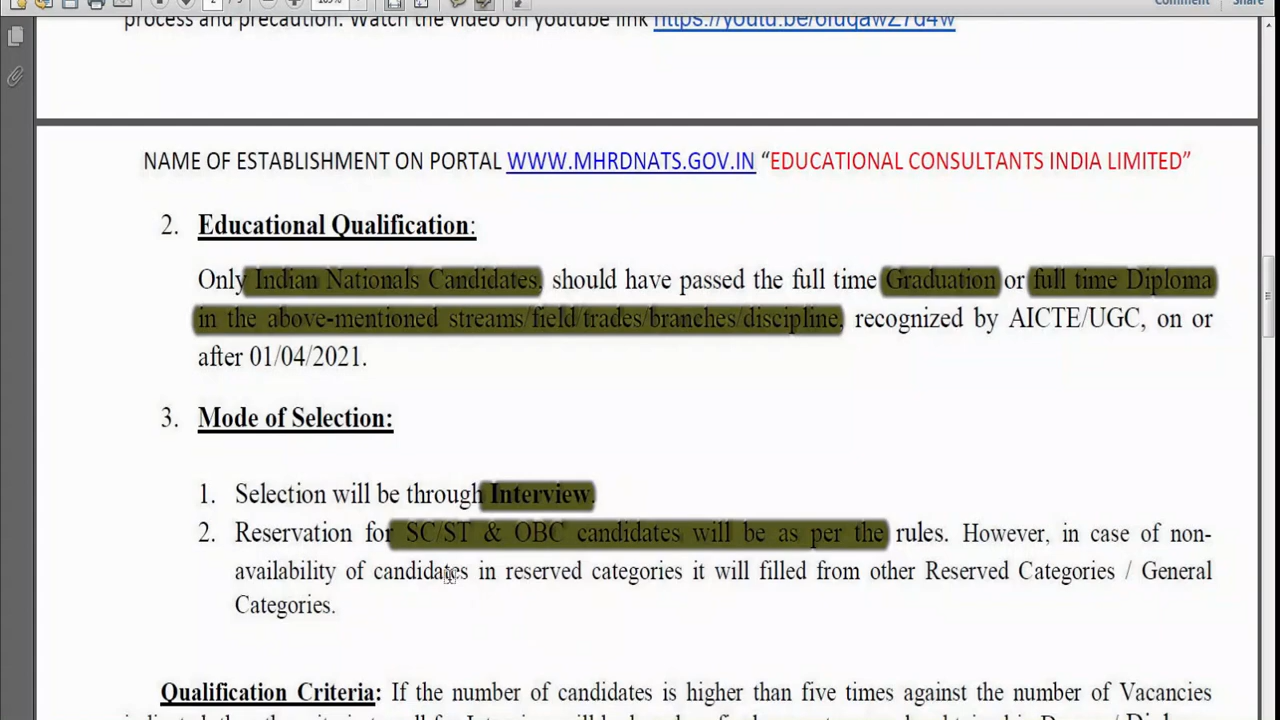 Comment Share
process and precaution. Watch the video on youtube link
NAME OF ESTABLISHMENT ON PORTAL WWW.MHRDNATS.GOV.IN “EDUCATIONAL CONSULTANTS INDIA LIMITED”
2. Educational Qualification:
Only Indian Nationals Candidates, should have passed the full time Graduation or full time Diploma
in the above-mentioned streams/field/trades/branches/discipline, recognized by AICTE/UGC, on or
after 01/04/2021.
3. Mode of Selection:
1. Selection will be through Interview.
2. Reservation for SC/ST & OBC candidates will be as per the rules. However, in case of non-
availability of candidates in reserved categories it will filled from other Reserved Categories / General
Categories.
Qualification Criteria: If the number of candidates is higher than five times against the number of Vacancies